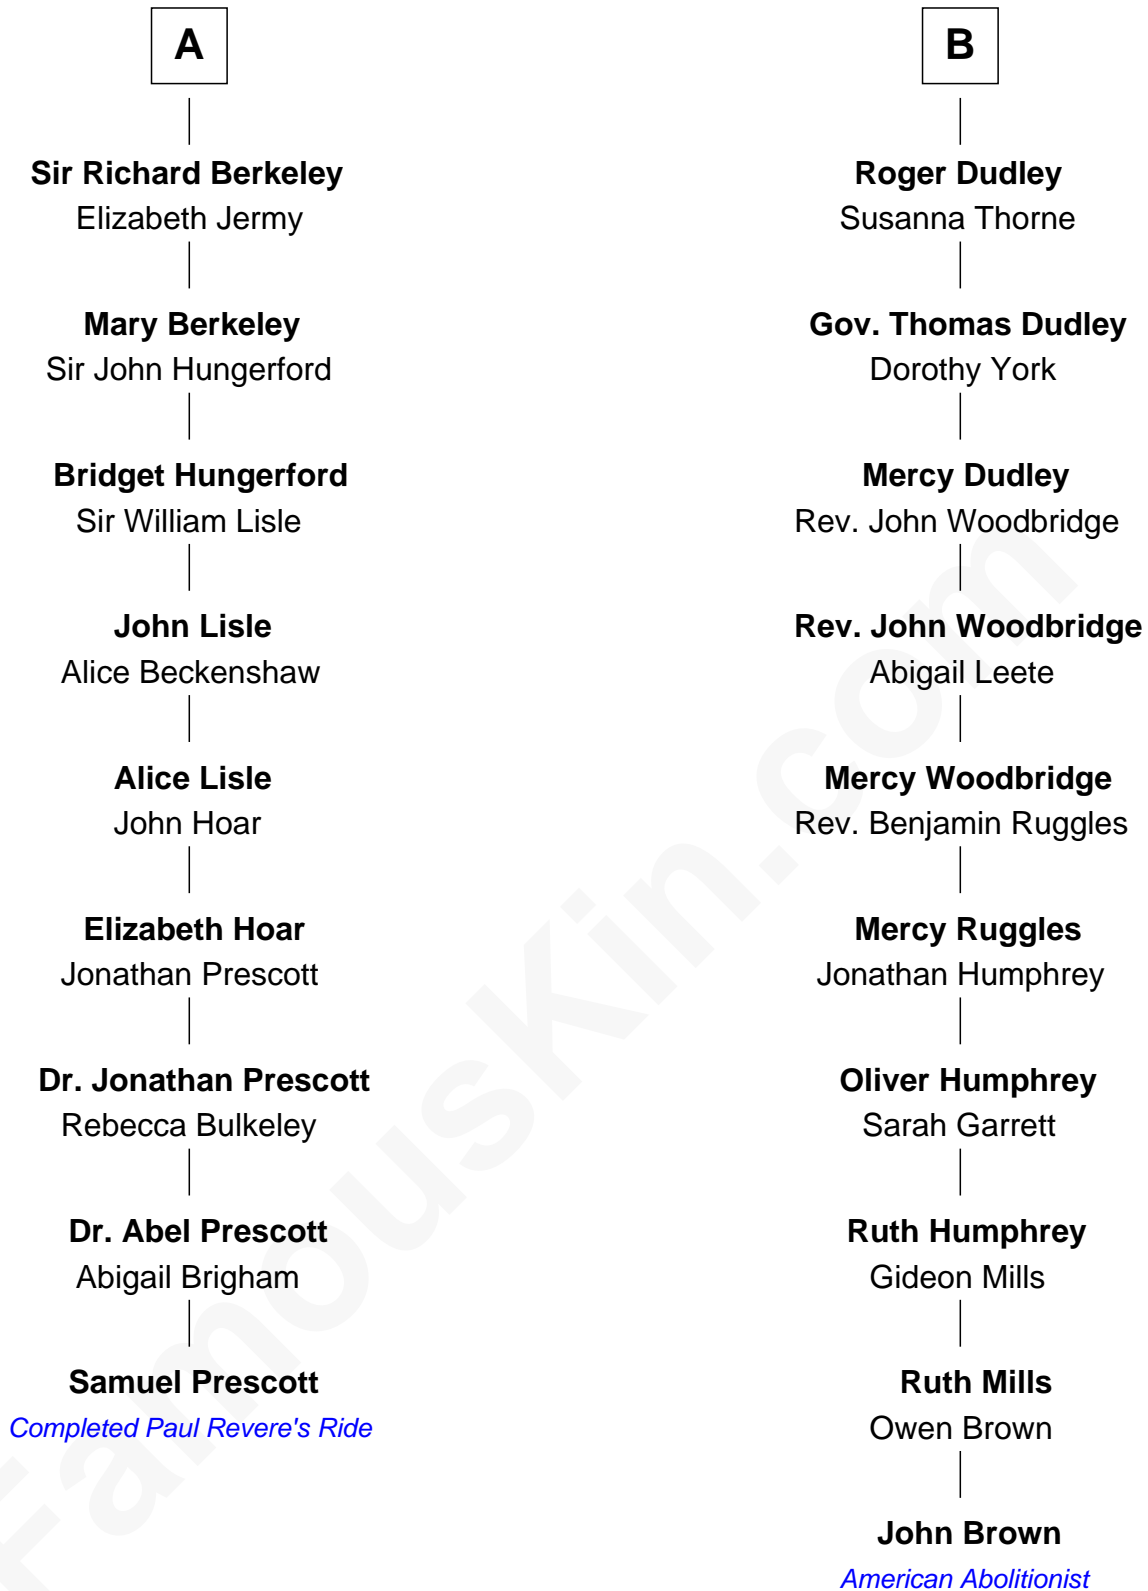 A
Sir Richard Berkeley
Elizabeth Jermy
Mary Berkeley
Sir John Hungerford
Bridget Hungerford
Sir William Lisle
John Lisle
Alice Beckenshaw
Alice Lisle
John Hoar
Elizabeth Hoar
Jonathan Prescott
Dr. Jonathan Prescott
Rebecca Bulkeley
Dr. Abel Prescott
Abigail Brigham
Samuel Prescott
Completed Paul Revere's Ride
B
Roger Dudley
Susanna Thorne
Gov. Thomas Dudley
Dorothy York
Mercy Dudley
Rev. John Woodbridge
Rev. John Woodbridge
Abigail Leete
Mercy Woodbridge
Rev. Benjamin Ruggles
Mercy Ruggles
Jonathan Humphrey
Oliver Humphrey
Sarah Garrett
Ruth Humphrey
Gideon Mills
Ruth Mills
Owen Brown
John Brown
American Abolitionist
FamousKin.com